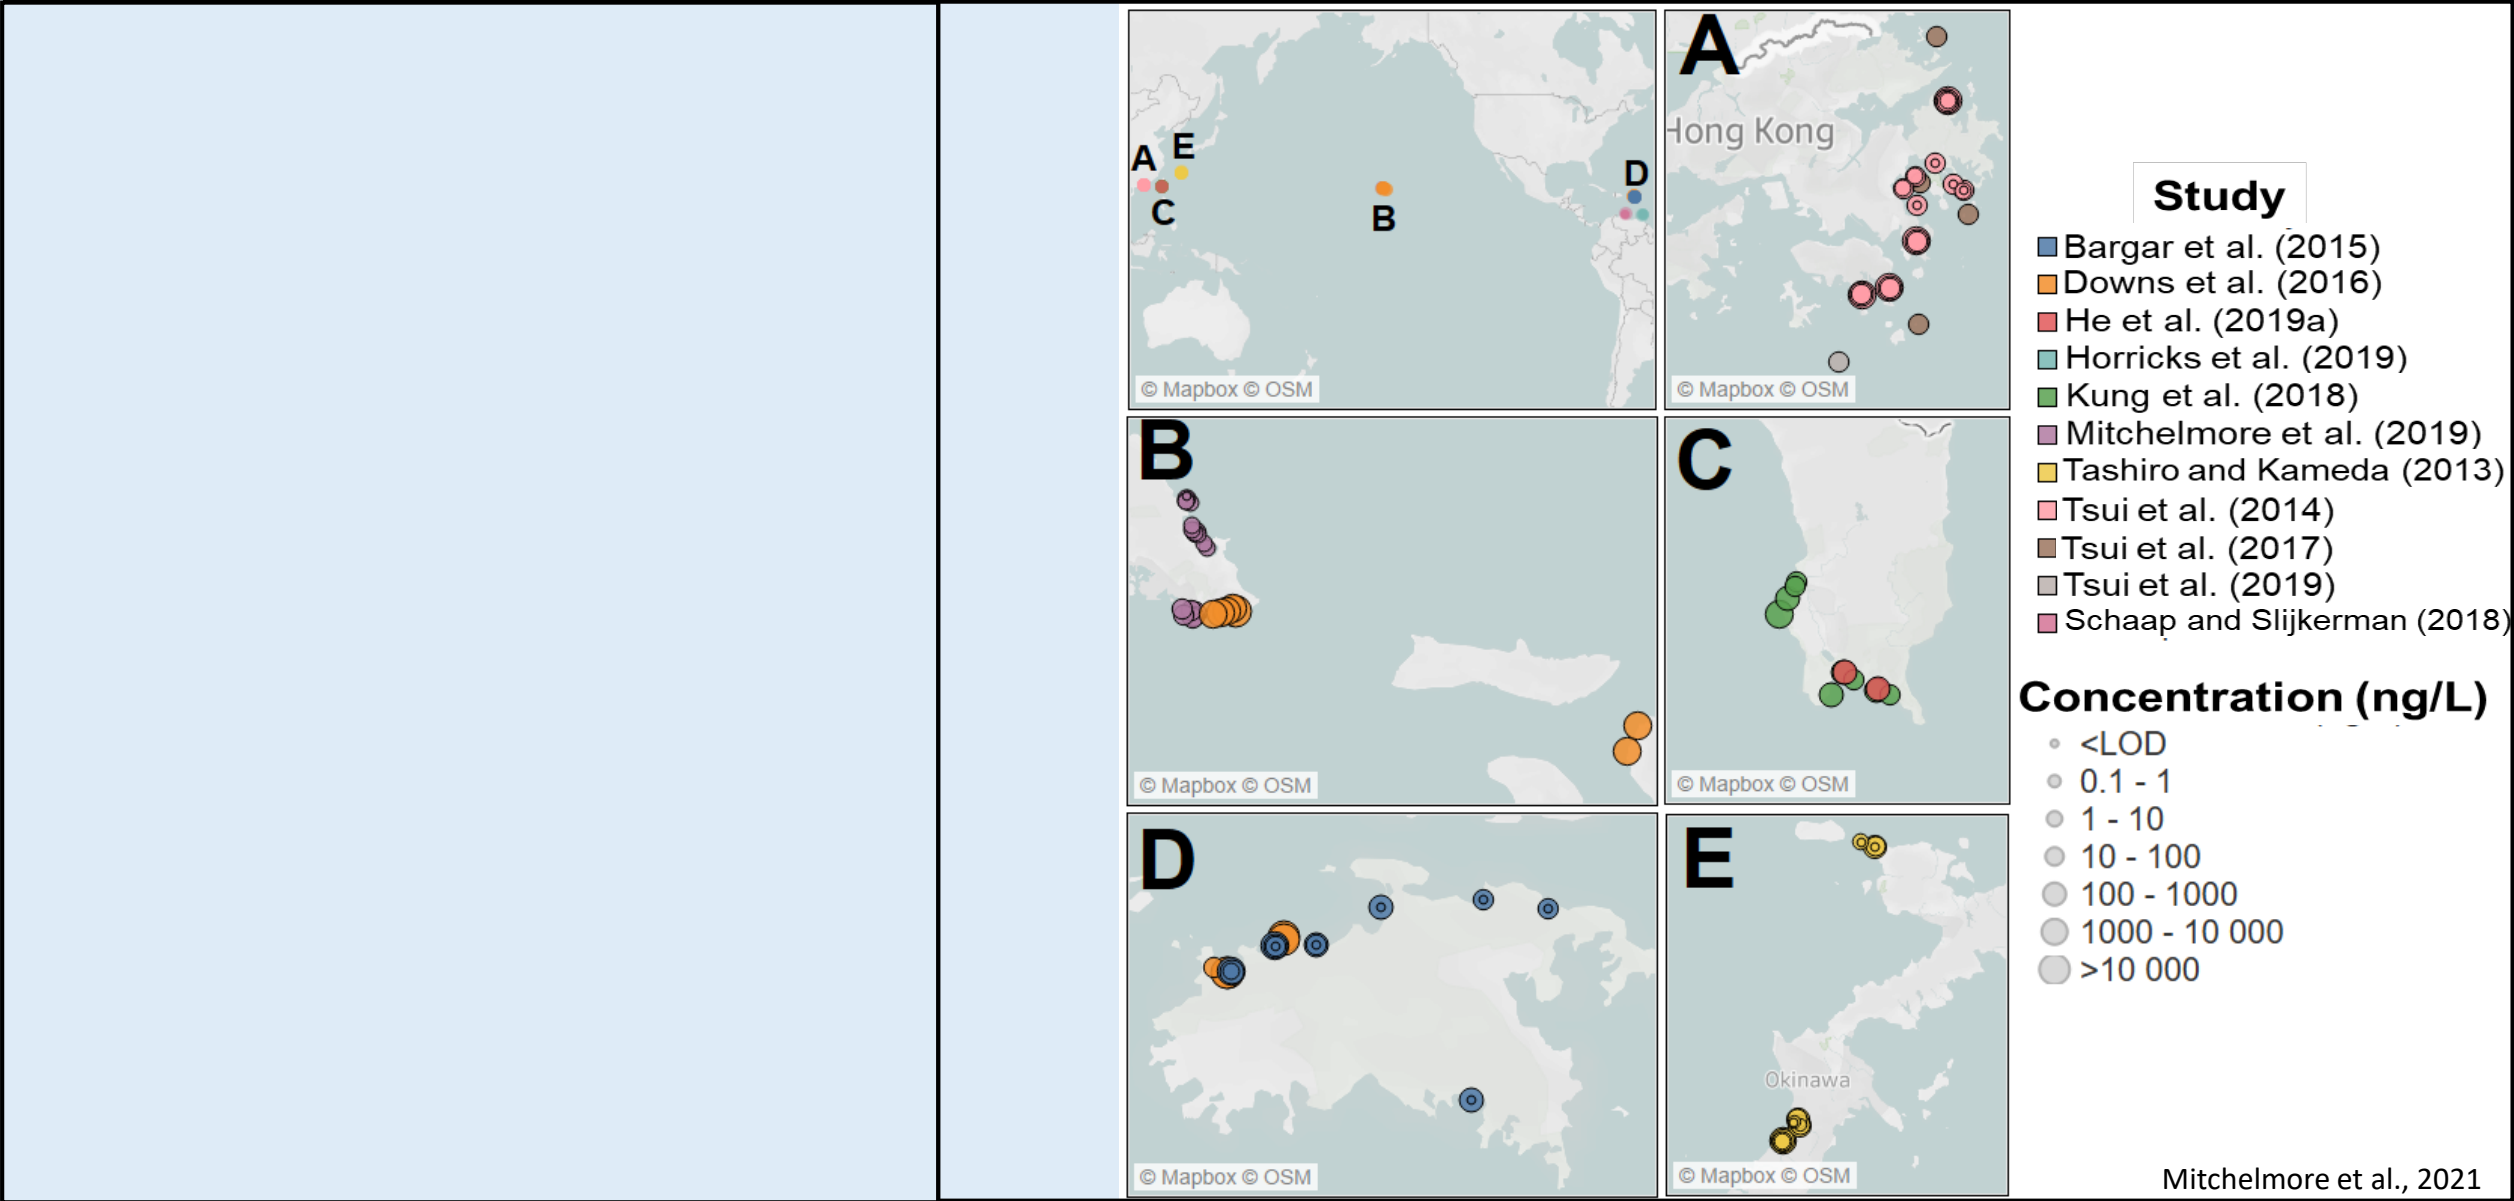 A
E
C
B
D
© Mapbox © OSM
A
Hong Kong
© Mapbox © OSM
B
© Mapbox © OSM
C
© Mapbox © OSM
D
© Mapbox © OSM
E
Okinawa
© Mapbox © OSM
Study
Bargar et al. (2015)
Downs et al. (2016)
He et al. (2019a)
Horricks et al. (2019)
Kung et al. (2018)
Mitchelmore et al. (2019)
Tashiro and Kameda (2013)
Tsui et al. (2014)
Tsui et al. (2017)
Tsui et al. (2019)
Schaap and Slijkerman (2018)
Concentration (ng/L)
<LOD
0.1 - 1
1 - 10
10 - 100
100 - 1000
1000 - 10 000
>10 000
Mitchelmore et al., 2021